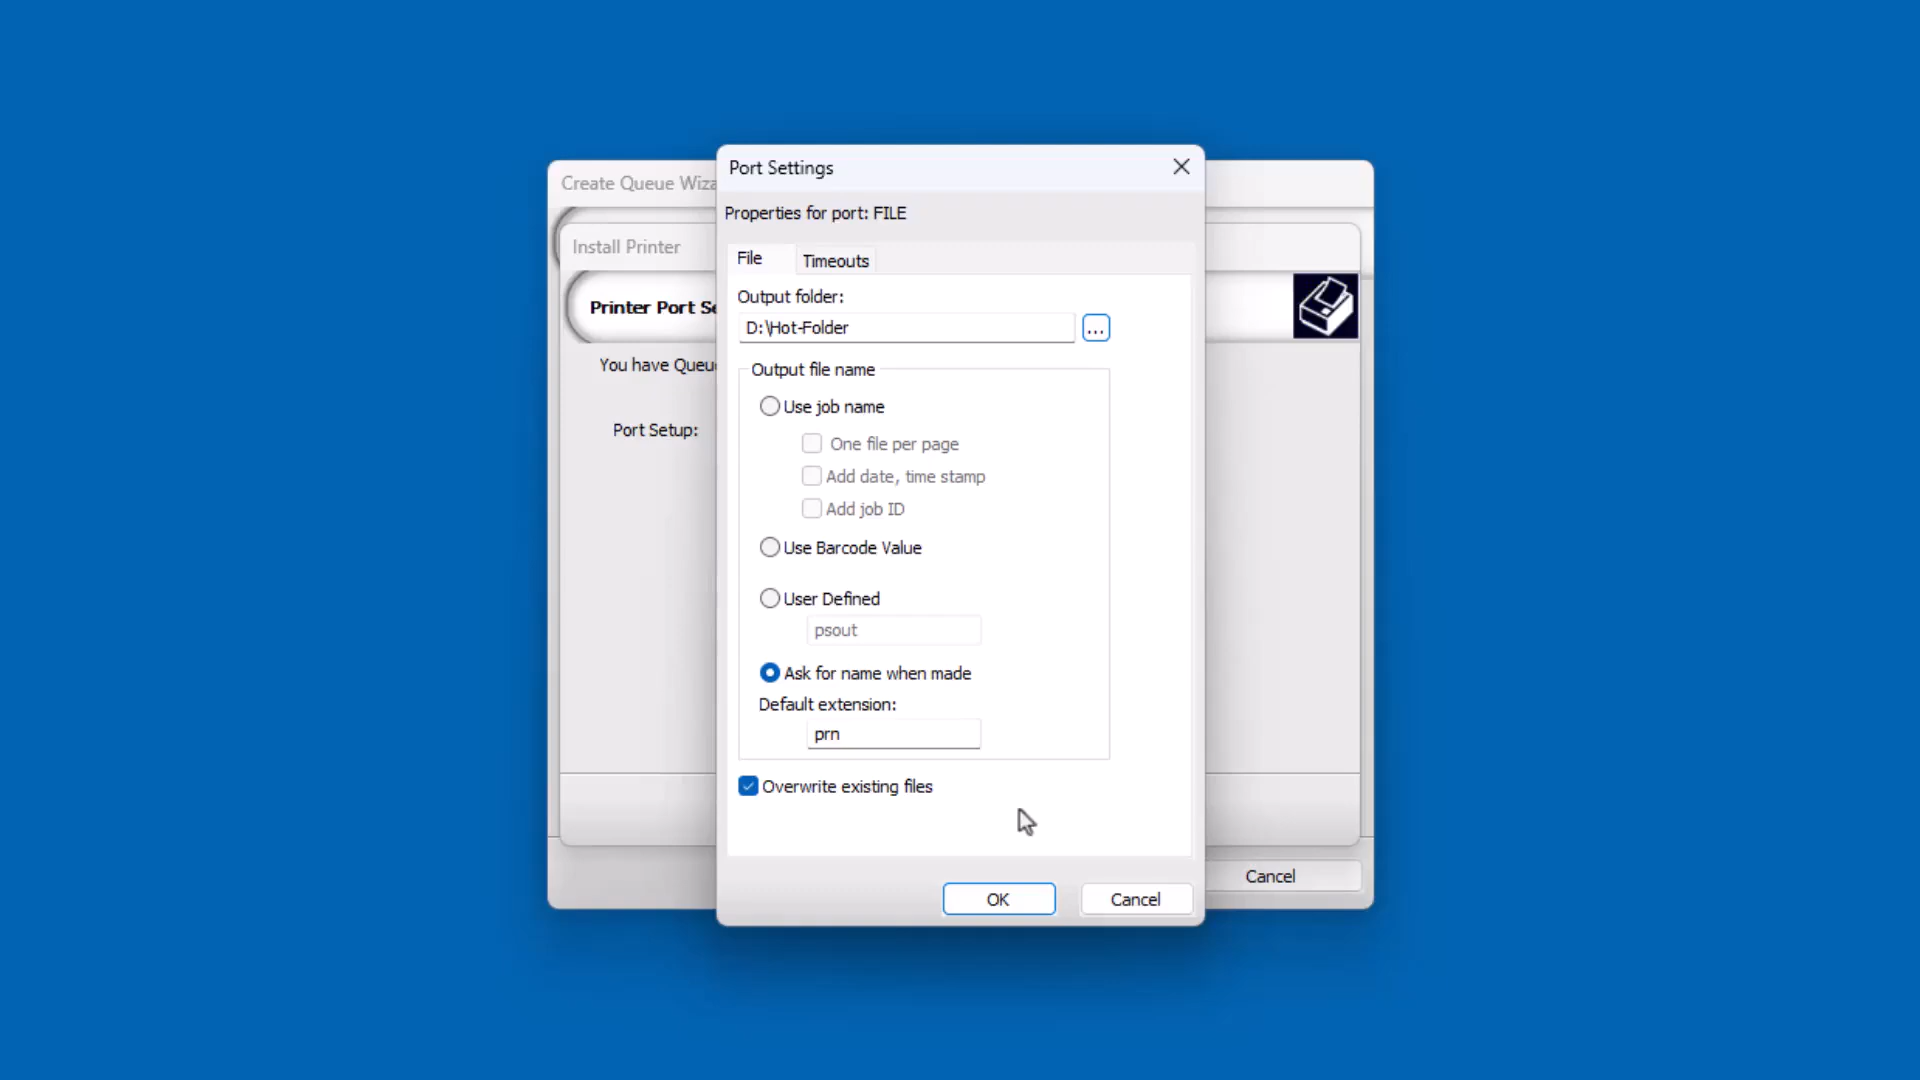 Port Settings
Create Queue Wiza
Properties for port: FILE
Install Printer
File
Timeouts
Output folder:
Printer Port Se
D:\Hot-Folder
...
You have Queu
Output file name
Use job name
Port Setup:
One file per page
Add date, time stamp
Add job ID
Use Barcode Value
User Defined
psout
Ask for name when made
Default extension:
prn
Overwrite existing files
Cancel
OK
Cancel